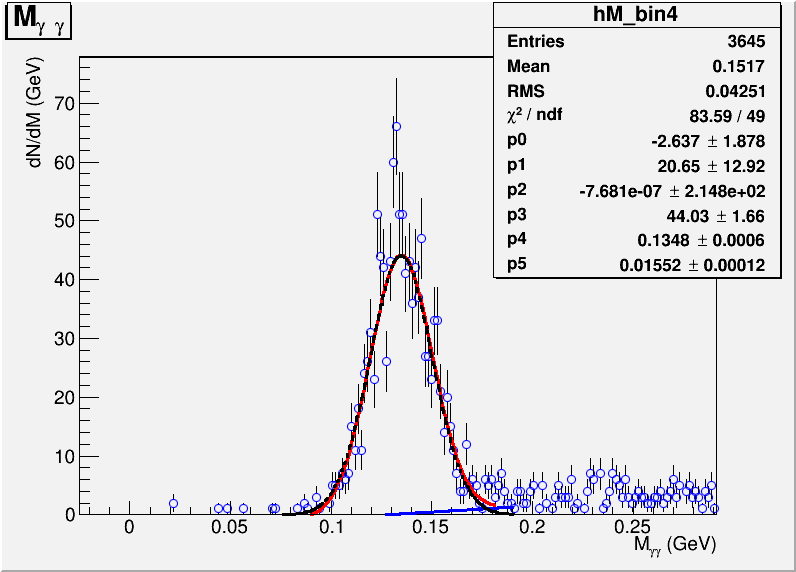 M γ γ
hM_bin4
Entries 3645
Mean 0.1517
RMS 0.04251
χ² / ndf 83.59 / 49
p0 -2.637 ± 1.878
p1 20.65 ± 12.92
p2 -7.681e-07 ± 2.148e+02
p3 44.03 ± 1.66
p4 0.1348 ± 0.0006
p5 0.01552 ± 0.00012
dN/dM (GeV)
70
60
50
40
30
20
10
0
0 0.05 0.1 0.15 0.2 0.25
Mγγ (GeV)